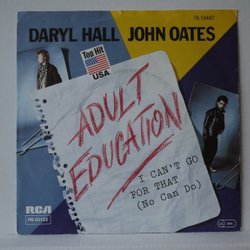 DARYL HALL JOHN OATES
Top Hit
USA
ADULT
EDUCATION
I CAN'T GO
FOR THAT
(No Can Do)
RCA